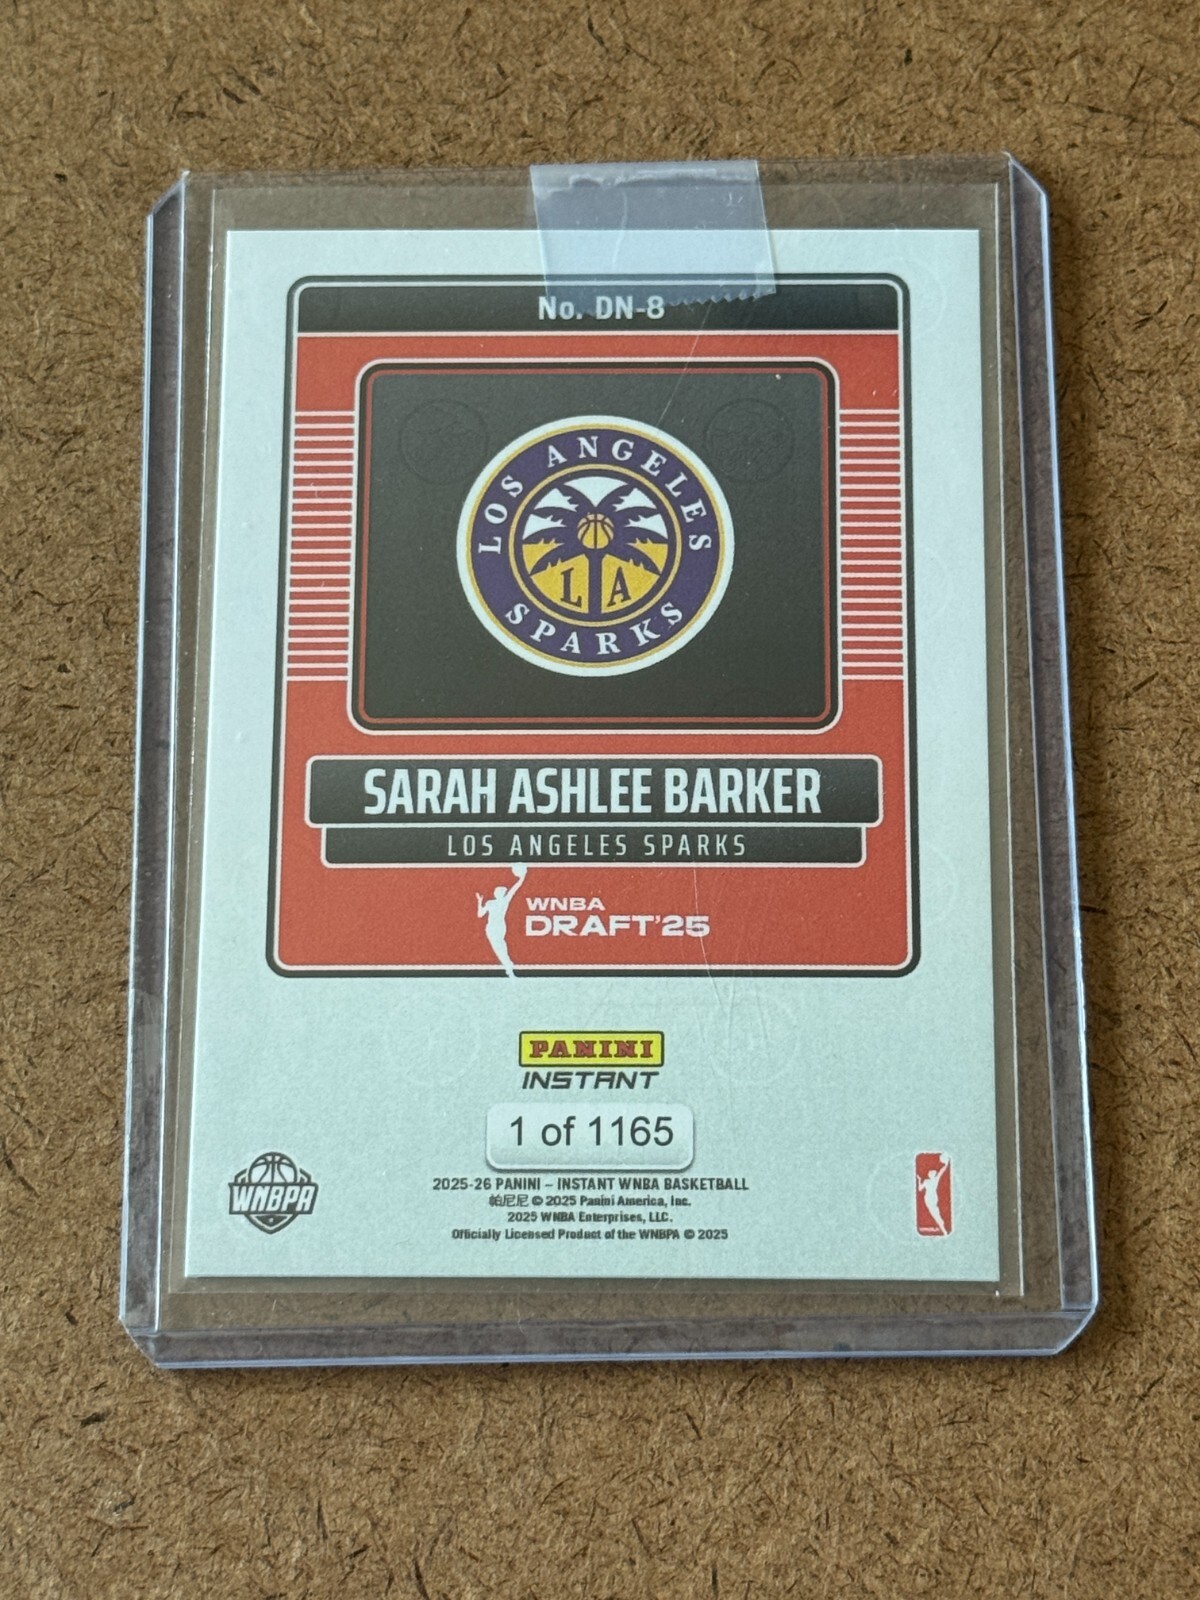 No. DN-8
LOS ANGELES
LA
SPARKS
SARAH ASHLEE BARKER
LOS ANGELES SPARKS
WNBA
DRAFT'25
PANINI
INSTANT
1 of 1165
WNBPA
2025-26 PANINI – INSTANT WNBA BASKETBALL
帕尼尼 © 2025 Panini America, Inc.
2025 WNBA Enterprises, LLC.
Officially Licensed Product of the WNBPA © 2025
WNBA